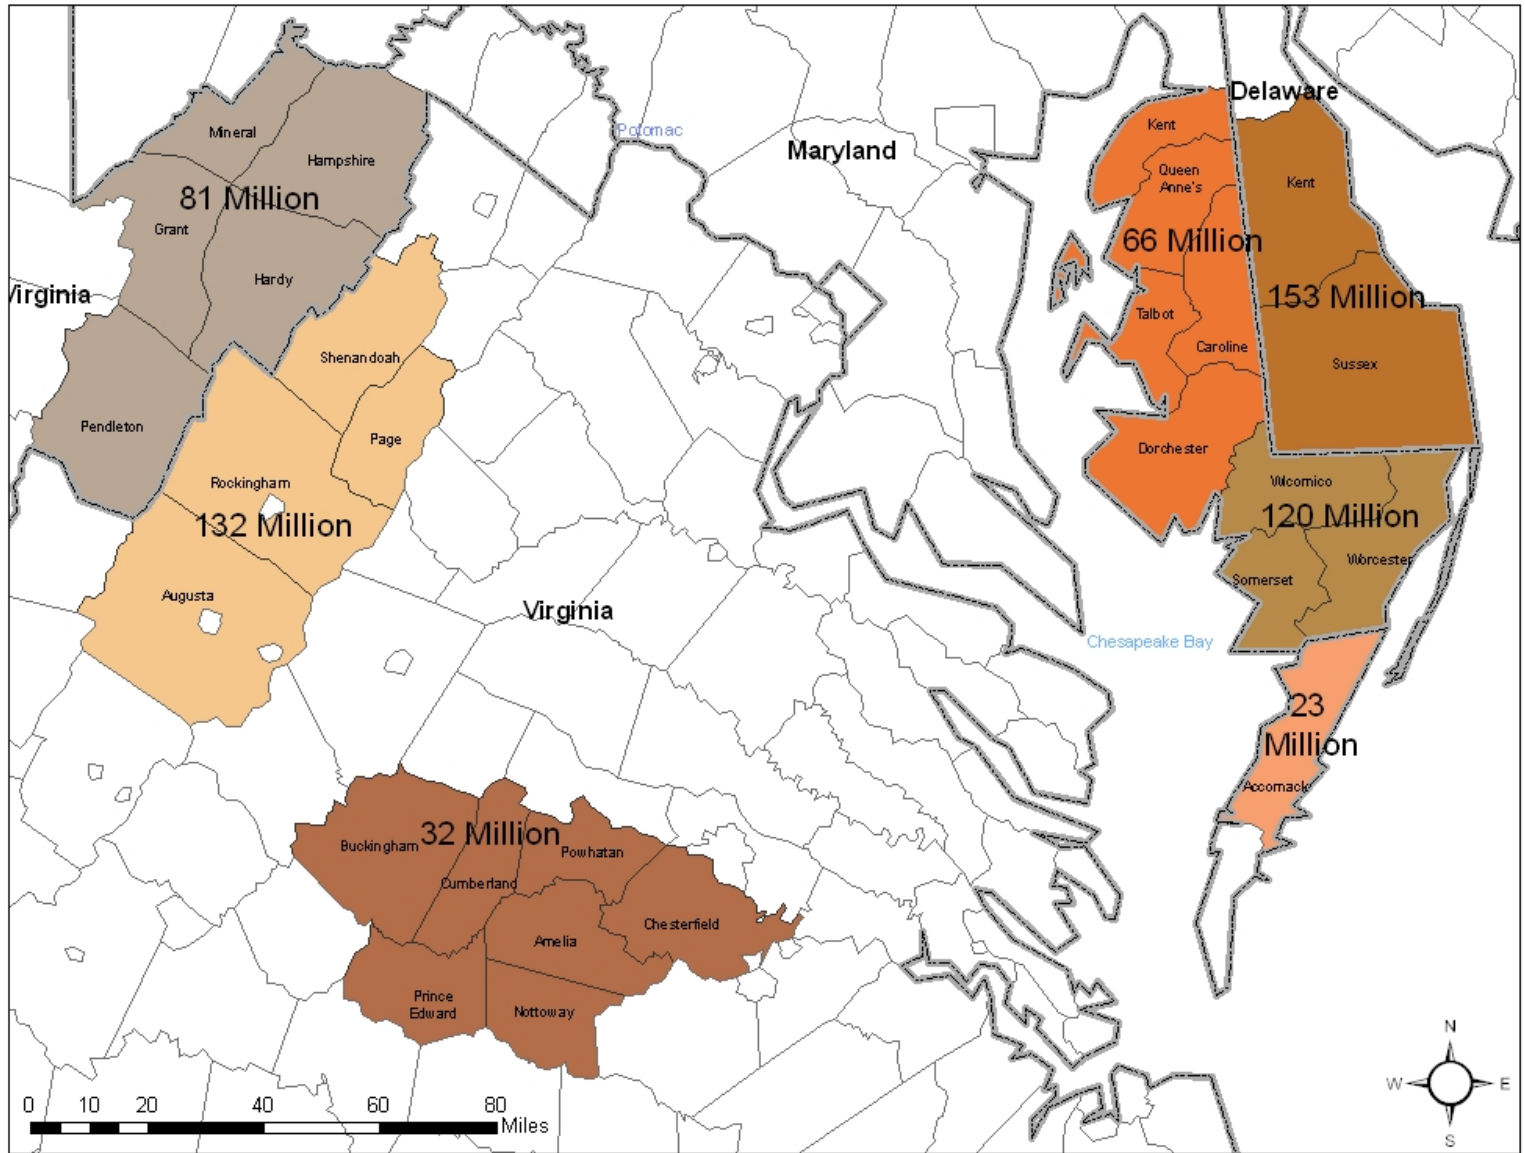 Delaware
Kent
Potomac
Mineral
Maryland
Hampshire
Queen
Anne's
Kent
81 Million
Grant
66 Million
Hardy
Virginia
153 Million
Talbot
Caroline
Shenandoah
Sussex
Pendleton
Page
Dorchester
Rockingham
Wicomico
132 Million
120 Million
Worcester
Somerset
Augusta
Virginia
Chesapeake Bay
23
Million
Accomack
32 Million
Buckingham
Powhatan
Cumberland
Chesterfield
Amelia
Prince
Edward
Nottoway
N
W
E
S
0 10 20 40 60 80
Miles